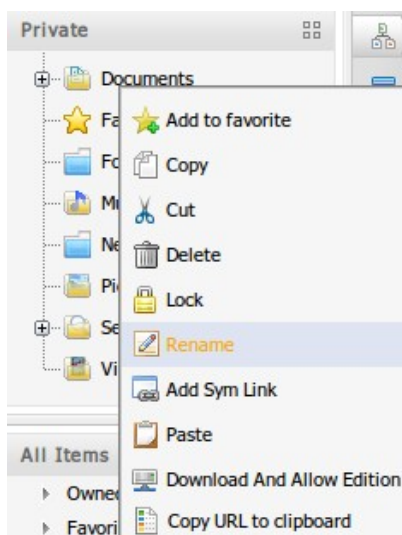 Private
Documents
Add to favorite
Copy
Cut
Delete
Lock
Rename
Add Sym Link
Paste
Download And Allow Edition
Copy URL to clipboard
All Items